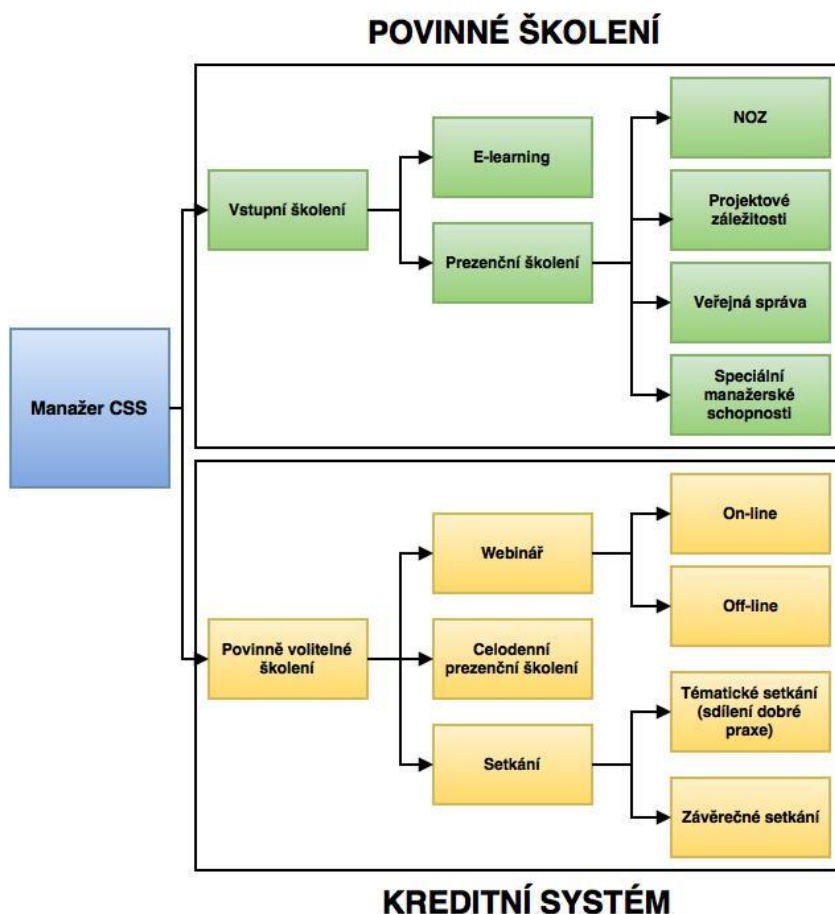 POVINNÉ ŠKOLENÍ
Manažer CSS
Vstupní školení
E-learning
Prezenční školení
NOZ
Projektové
záležitosti
Veřejná správa
Speciální
manažerské
schopnosti
Povinně volitelné
školení
Webinář
Celodenní
prezenční školení
Setkání
On-line
Off-line
Tématické setkání
(sdílení dobré
praxe)
Závěrečné setkání
KREDITNÍ SYSTÉM